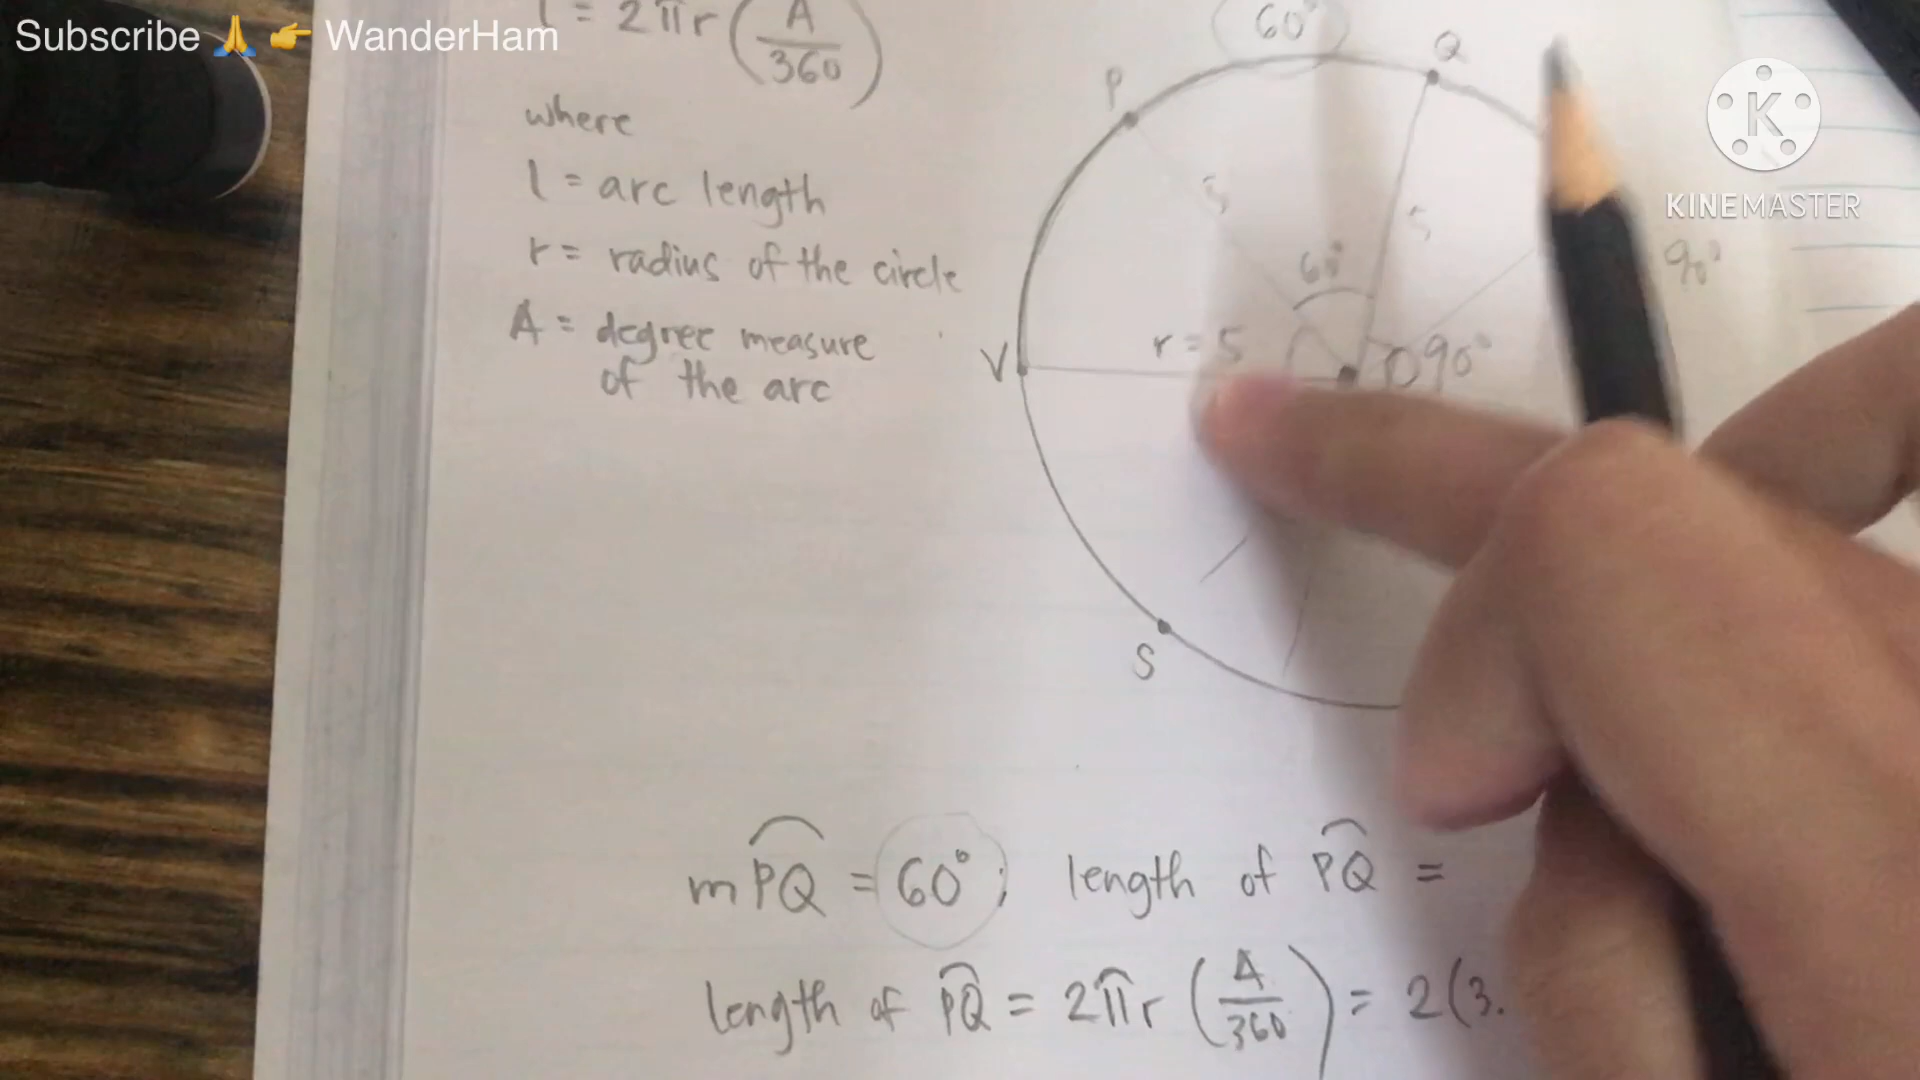 Subscribe 🙏 👉 WanderHam
l = 2πr (A/360)
where
l = arc length
r = radius of the circle
A = degree measure
of the arc
60°
P
Q
5
5
60°
90°
r = 5
90°
V
S
K
KINEMASTER
mPQ = 60° ; length of PQ =
length of PQ = 2πr (A/360) = 2(3.